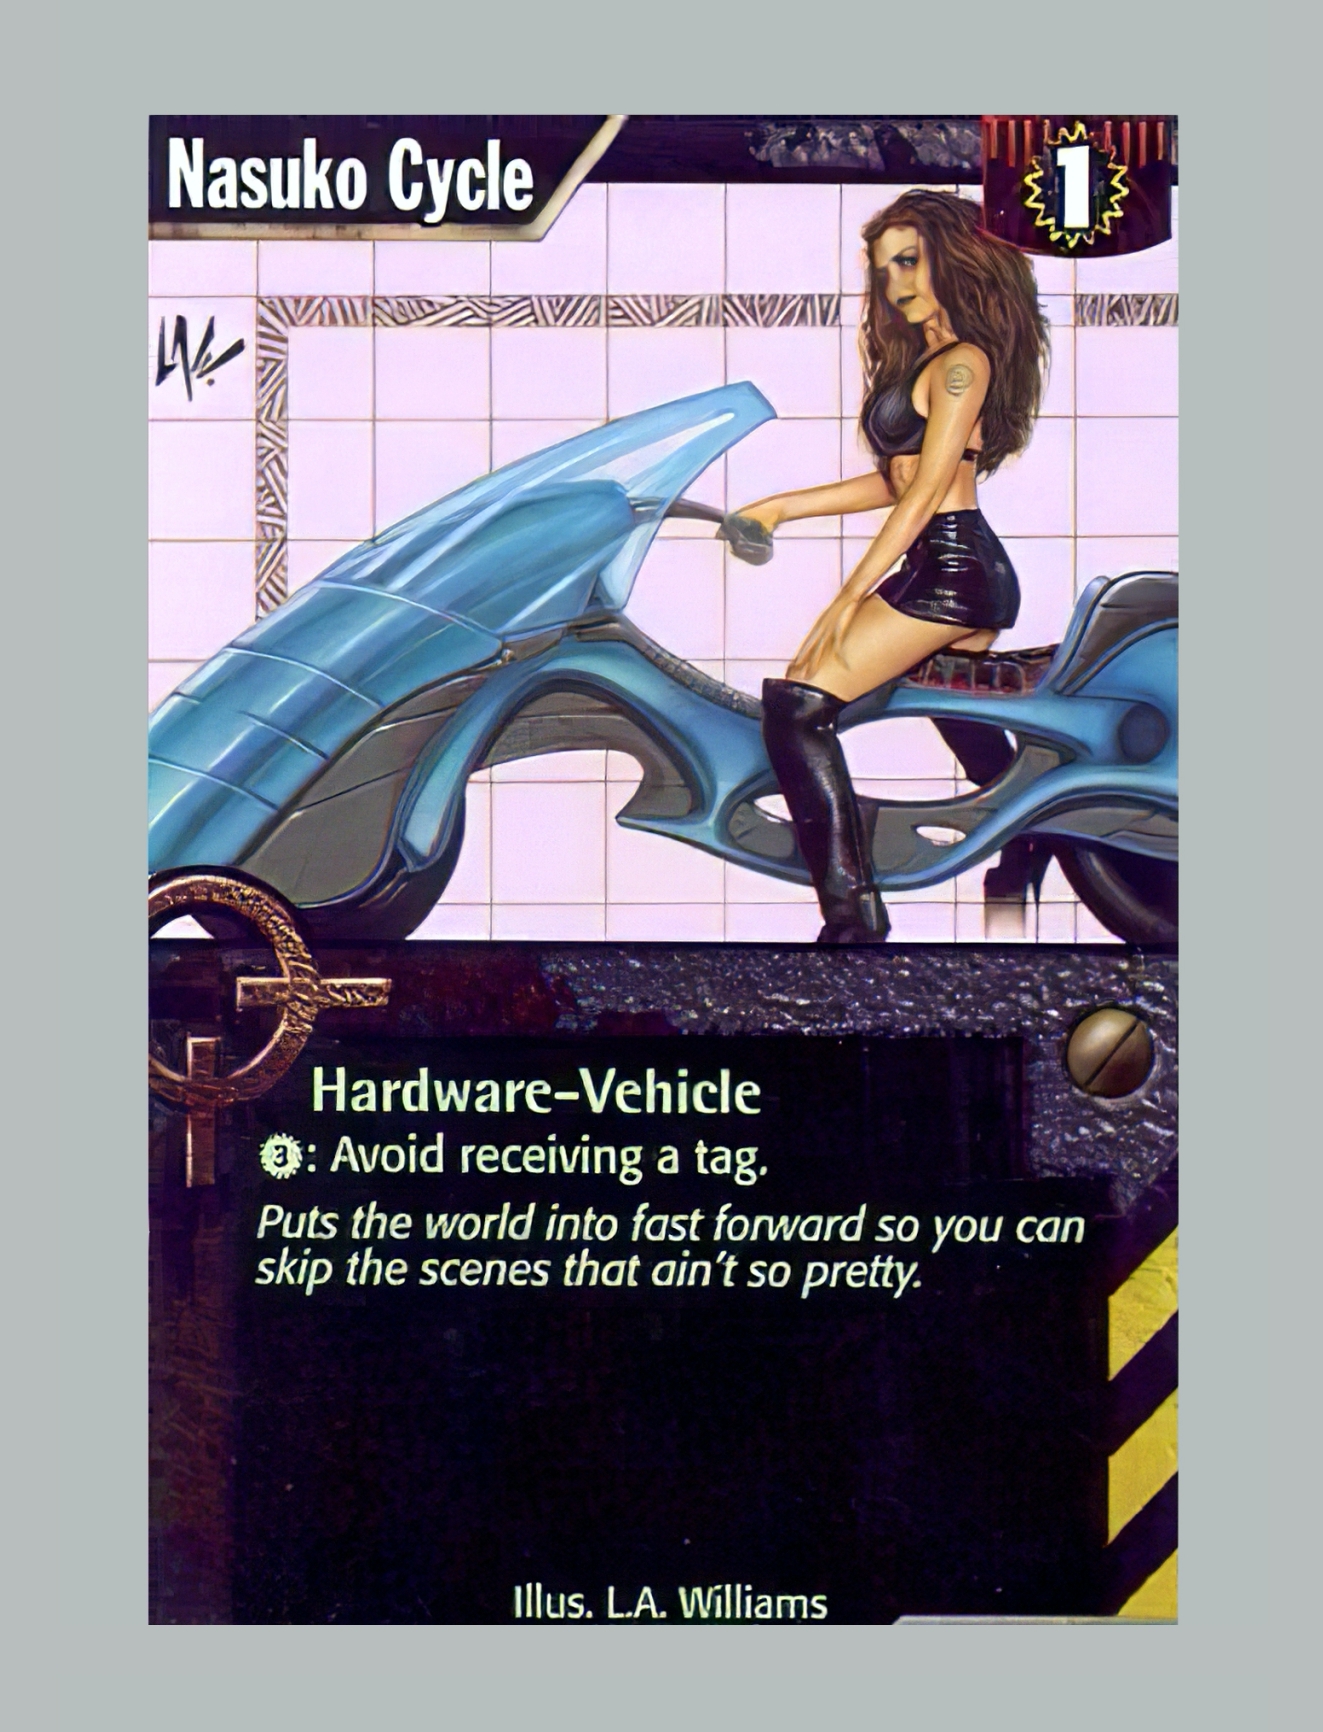 Nasuko Cycle
1
Hardware-Vehicle
a: Avoid receiving a tag.
Puts the world into fast forward so you can
skip the scenes that ain't so pretty.
Illus. L.A. Williams